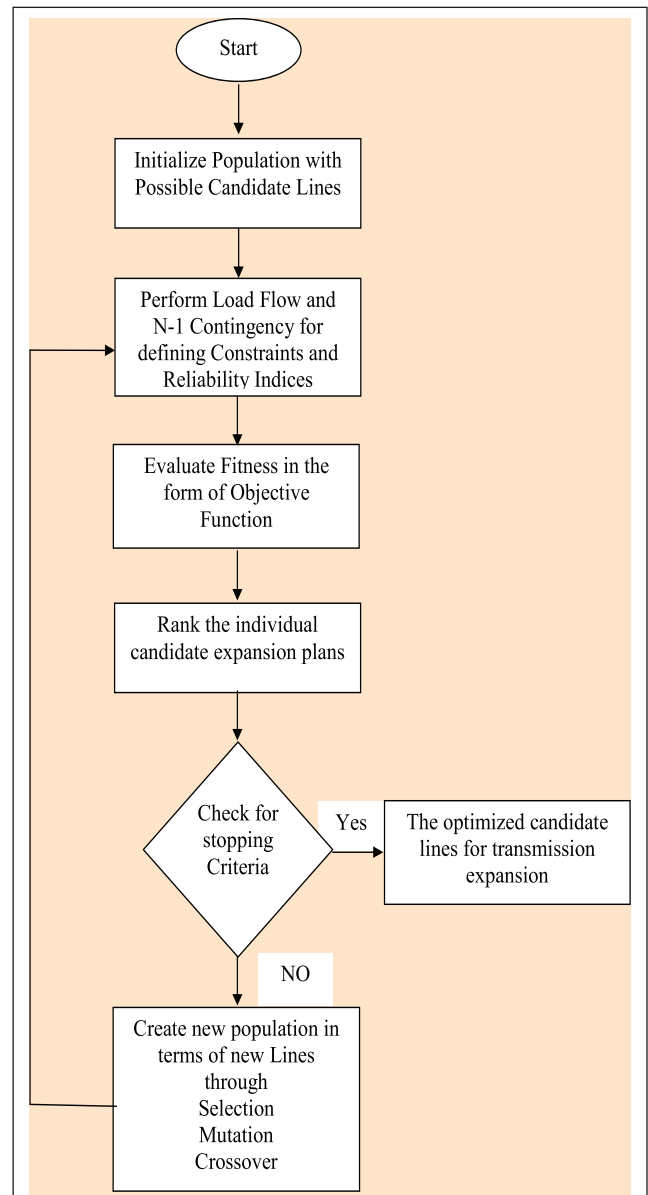 Start
Initialize Population with
Possible Candidate Lines
Perform Load Flow and
N-1 Contingency for
defining Constraints and
Reliability Indices
Evaluate Fitness in the
form of Objective
Function
Rank the individual
candidate expansion plans
Check for
stopping
Criteria
Yes
The optimized candidate
lines for transmission
expansion
NO
Create new population in
terms of new Lines
through
Selection
Mutation
Crossover